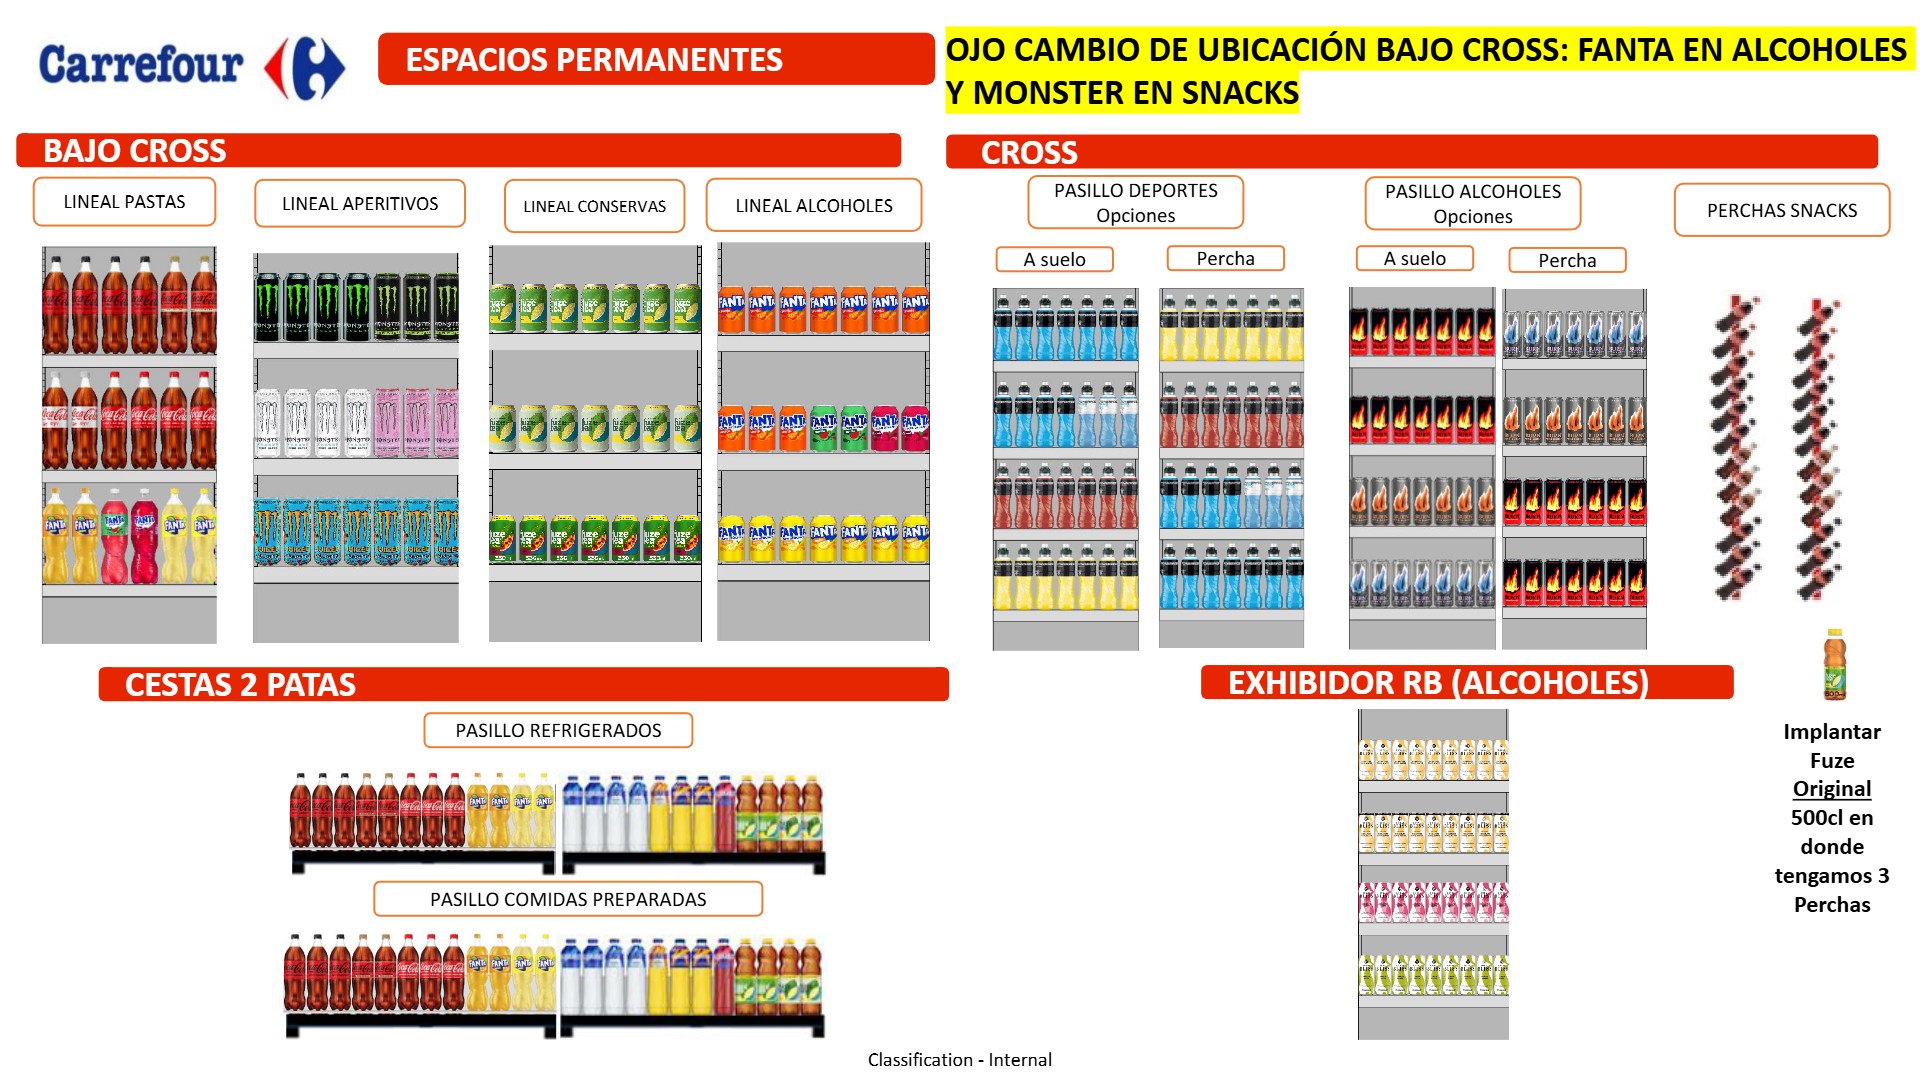 Carrefour
ESPACIOS PERMANENTES
OJO CAMBIO DE UBICACIÓN BAJO CROSS: FANTA EN ALCOHOLES
Y MONSTER EN SNACKS
BAJO CROSS
CROSS
LINEAL PASTAS
LINEAL APERITIVOS
LINEAL CONSERVAS
LINEAL ALCOHOLES
PASILLO DEPORTES
Opciones
PASILLO ALCOHOLES
Opciones
PERCHAS SNACKS
A suelo
Percha
A suelo
Percha
CESTAS 2 PATAS
EXHIBIDOR RB (ALCOHOLES)
PASILLO REFRIGERADOS
PASILLO COMIDAS PREPARADAS
Implantar
Fuze
Original
500cl en
donde
tengamos 3
Perchas
Classification - Internal